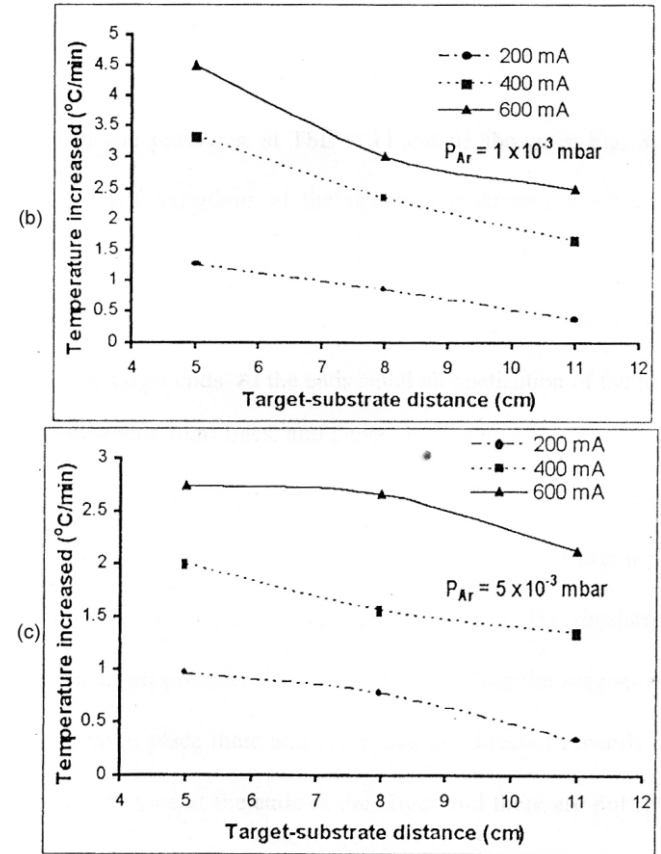 (b)
Temperature increased (°C/min)
5
4.5
4
3.5
3
2.5
2
1.5
1
0.5
0
200 mA
400 mA
600 mA
P_Ar = 1 x 10^-3 mbar
4 5 6 7 8 9 10 11 12
Target-substrate distance (cm)
(c)
Temperature increased (°C/min)
3
2.5
2
1.5
1
0.5
0
200 mA
400 mA
600 mA
P_Ar = 5 x 10^-3 mbar
4 5 6 7 8 9 10 11 12
Target-substrate distance (cm)